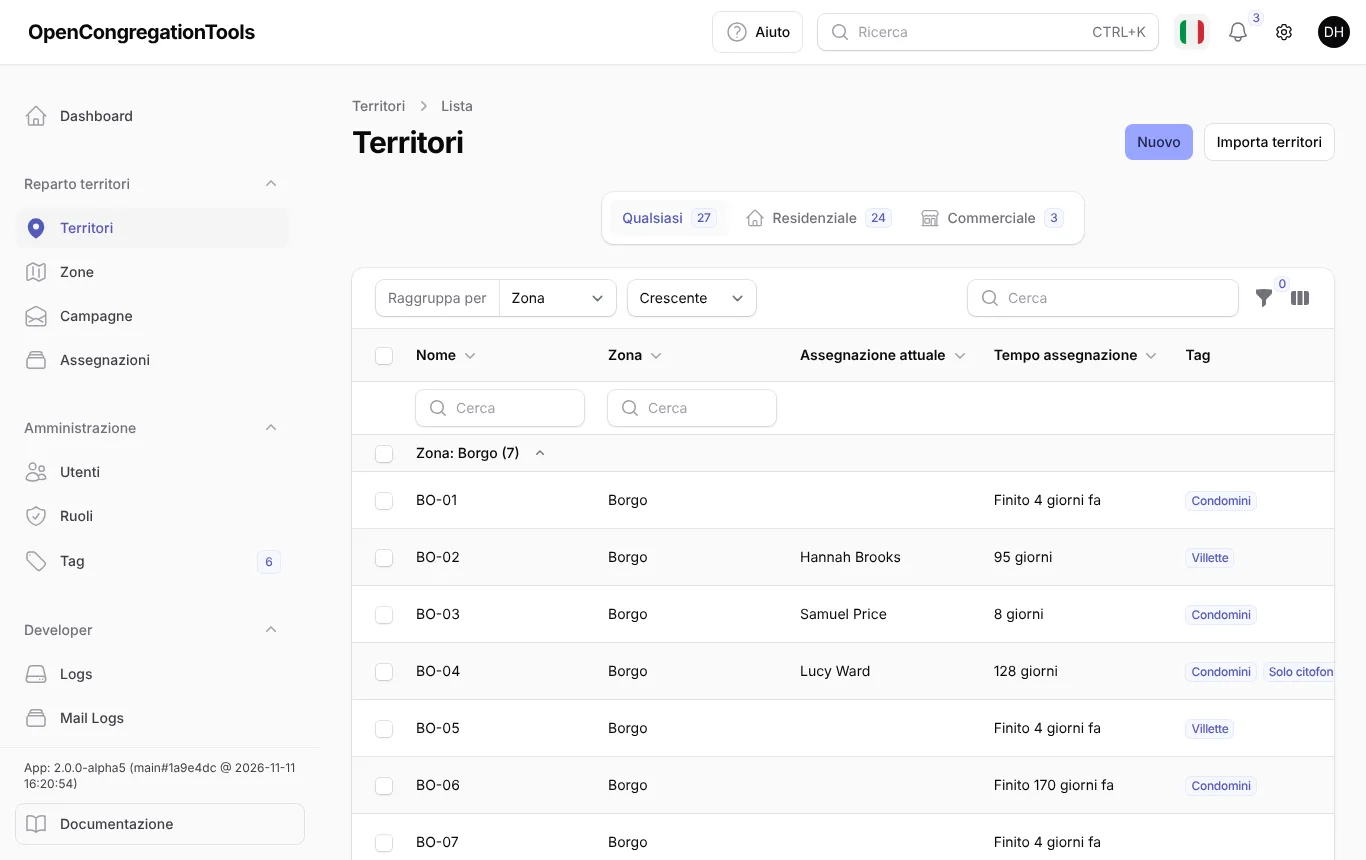 OpenCongregationTools
Aiuto
Ricerca
CTRL+K
3
DH
Dashboard
Reparto territori
Territori
Zone
Campagne
Assegnazioni
Amministrazione
Utenti
Ruoli
Tag
6
Developer
Logs
Mail Logs
App: 2.0.0-alpha5 (main#1a9e4dc @ 2026-11-11
16:20:54)
Documentazione
Territori
Lista
Territori
Nuovo
Importa territori
Qualsiasi 27
Residenziale 24
Commerciale 3
Raggruppa per
Zona
Crescente
Cerca
0
Nome
Zona
Assegnazione attuale
Tempo assegnazione
Tag
Cerca
Cerca
Zona: Borgo (7)
BO-01 Borgo Finito 4 giorni fa Condomini
BO-02 Borgo Hannah Brooks 95 giorni Villette
BO-03 Borgo Samuel Price 8 giorni Condomini
BO-04 Borgo Lucy Ward 128 giorni Condomini Solo citofon
BO-05 Borgo Finito 4 giorni fa Villette
BO-06 Borgo Finito 170 giorni fa Condomini
BO-07 Borgo Finito 4 giorni fa